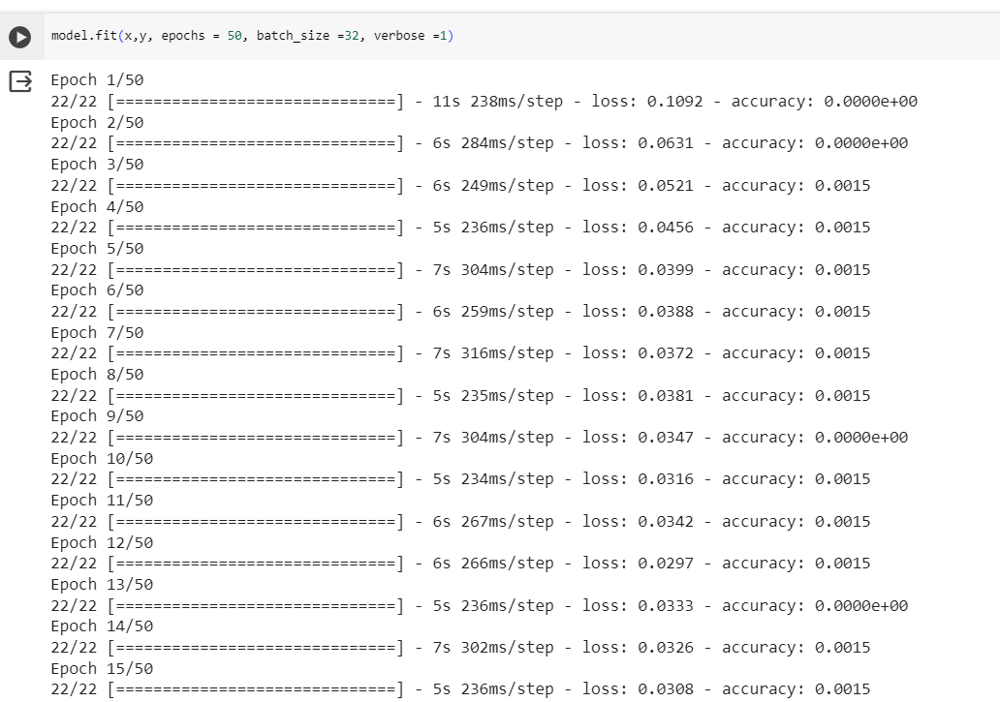 model.fit(x,y, epochs = 50, batch_size =32, verbose =1)
Epoch 1/50
22/22 [==============================] - 11s 238ms/step - loss: 0.1092 - accuracy: 0.0000e+00
Epoch 2/50
22/22 [==============================] - 6s 284ms/step - loss: 0.0631 - accuracy: 0.0000e+00
Epoch 3/50
22/22 [==============================] - 6s 249ms/step - loss: 0.0521 - accuracy: 0.0015
Epoch 4/50
22/22 [==============================] - 5s 236ms/step - loss: 0.0456 - accuracy: 0.0015
Epoch 5/50
22/22 [==============================] - 7s 304ms/step - loss: 0.0399 - accuracy: 0.0015
Epoch 6/50
22/22 [==============================] - 6s 259ms/step - loss: 0.0388 - accuracy: 0.0015
Epoch 7/50
22/22 [==============================] - 7s 316ms/step - loss: 0.0372 - accuracy: 0.0015
Epoch 8/50
22/22 [==============================] - 5s 235ms/step - loss: 0.0381 - accuracy: 0.0015
Epoch 9/50
22/22 [==============================] - 7s 304ms/step - loss: 0.0347 - accuracy: 0.0000e+00
Epoch 10/50
22/22 [==============================] - 5s 234ms/step - loss: 0.0316 - accuracy: 0.0015
Epoch 11/50
22/22 [==============================] - 6s 267ms/step - loss: 0.0342 - accuracy: 0.0015
Epoch 12/50
22/22 [==============================] - 6s 266ms/step - loss: 0.0297 - accuracy: 0.0015
Epoch 13/50
22/22 [==============================] - 5s 236ms/step - loss: 0.0333 - accuracy: 0.0000e+00
Epoch 14/50
22/22 [==============================] - 7s 302ms/step - loss: 0.0326 - accuracy: 0.0015
Epoch 15/50
22/22 [==============================] - 5s 236ms/step - loss: 0.0308 - accuracy: 0.0015